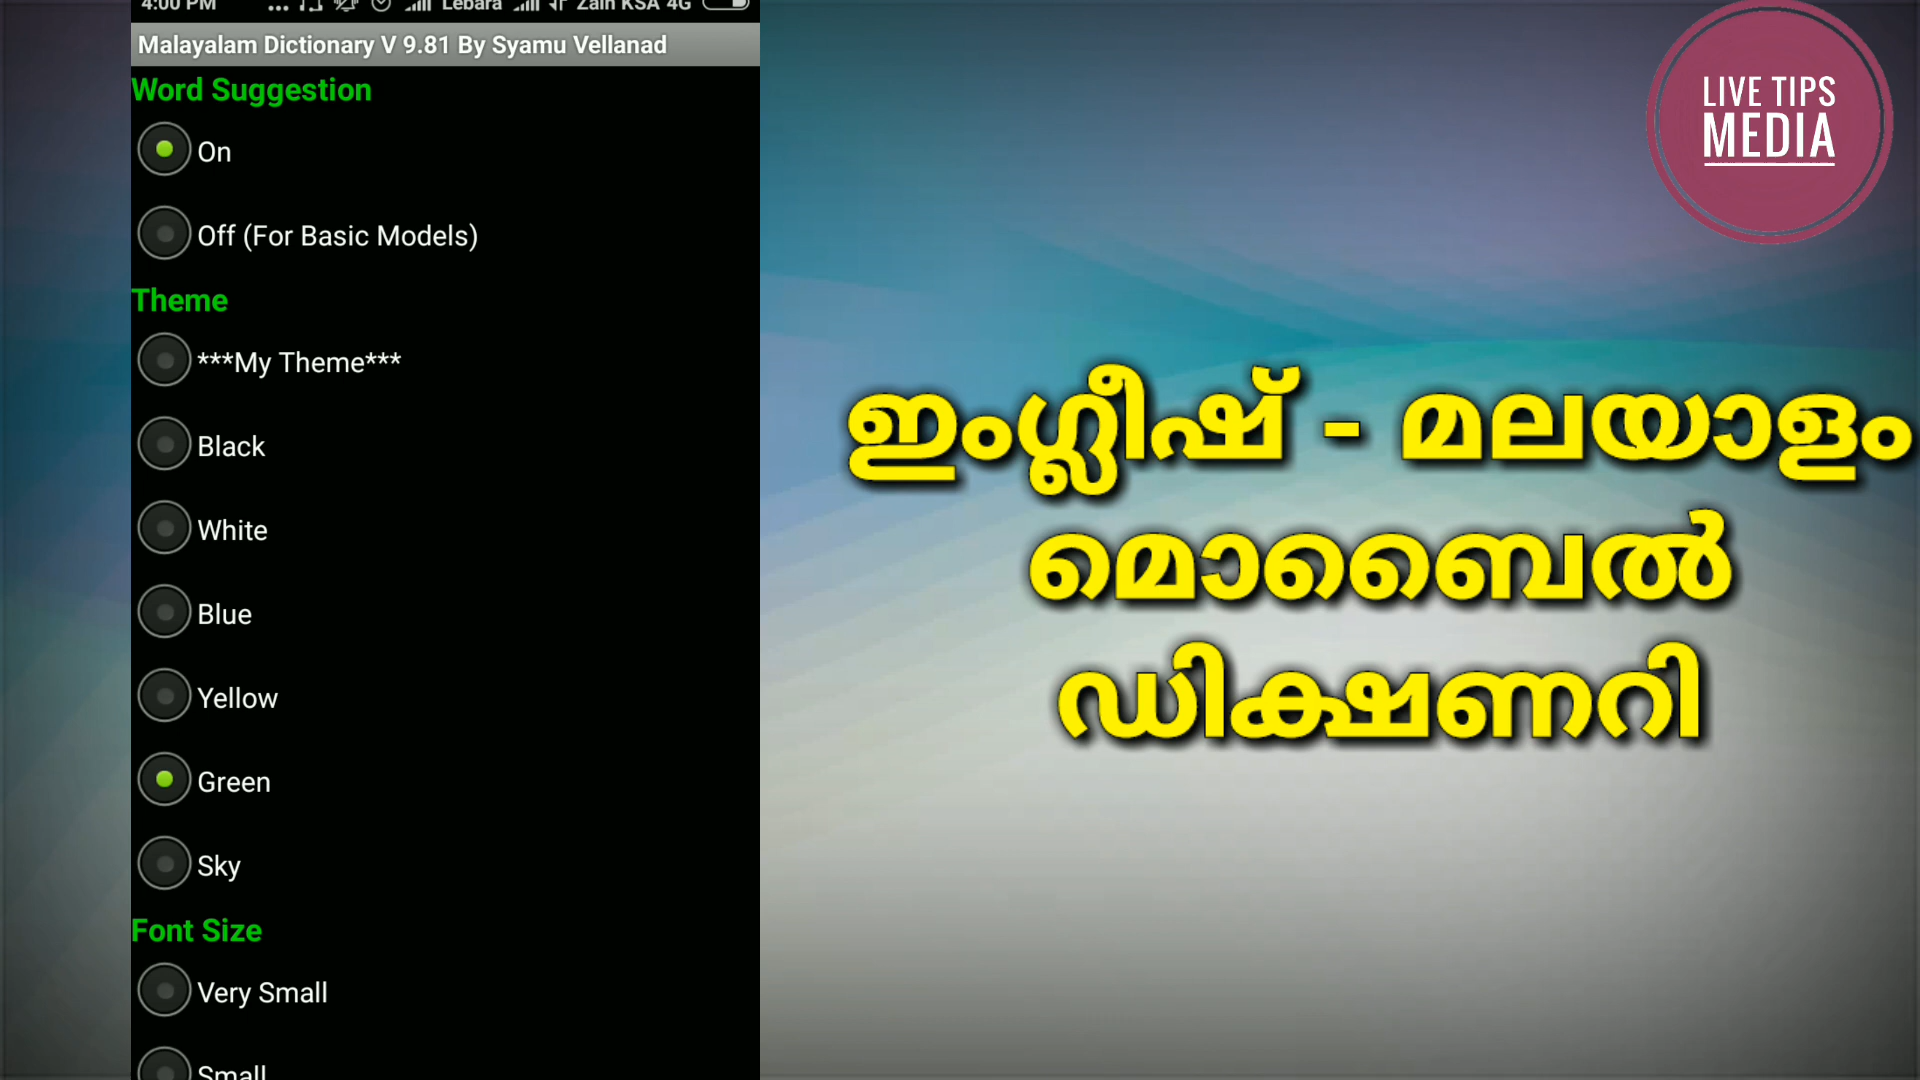 4:00 PM ... Lebara Zain KSA 4G
Malayalam Dictionary V 9.81 By Syamu Vellanad
Word Suggestion
On
Off (For Basic Models)
Theme
***My Theme***
Black
White
Blue
Yellow
Green
Sky
Font Size
Very Small
Small
LIVE TIPS
MEDIA
ഇംഗ്ലീഷ് - മലയാളം
മൊബൈൽ
ഡിക്ഷണറി